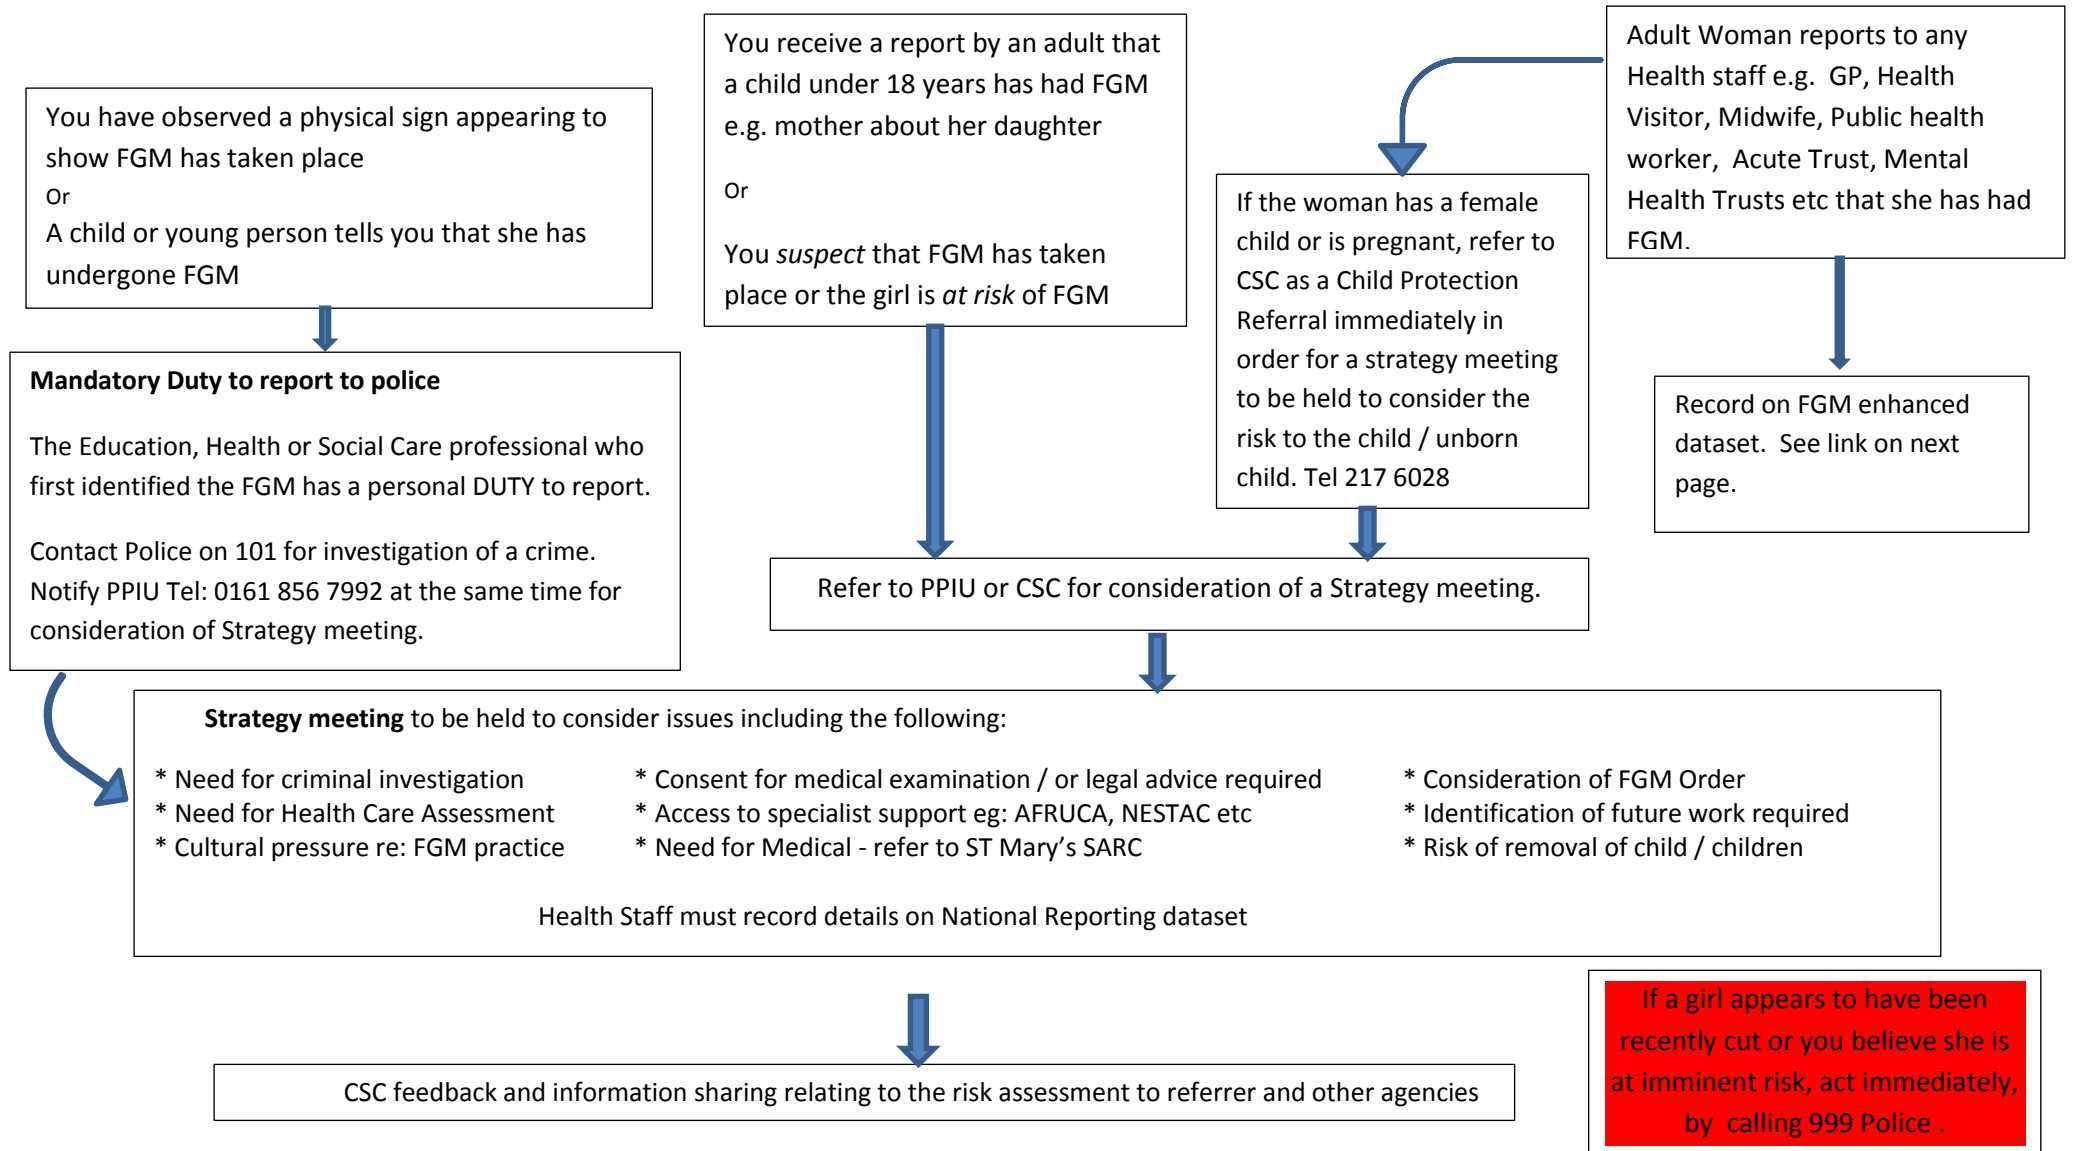 You have observed a physical sign appearing to
show FGM has taken place
Or
A child or young person tells you that she has
undergone FGM
Mandatory Duty to report to police
The Education, Health or Social Care professional who
first identified the FGM has a personal DUTY to report.
Contact Police on 101 for investigation of a crime.
Notify PPIU Tel: 0161 856 7992 at the same time for
consideration of Strategy meeting.
You receive a report by an adult that
a child under 18 years has had FGM
e.g. mother about her daughter
Or
You suspect that FGM has taken
place or the girl is at risk of FGM
Adult Woman reports to any
Health staff e.g.  GP, Health
Visitor, Midwife, Public health
worker,  Acute Trust, Mental
Health Trusts etc that she has had
FGM.
If the woman has a female
child or is pregnant, refer to
CSC as a Child Protection
Referral immediately in
order for a strategy meeting
to be held to consider the
risk to the child / unborn
child. Tel 217 6028
Record on FGM enhanced
dataset.  See link on next
page.
Refer to PPIU or CSC for consideration of a Strategy meeting.
Strategy meeting to be held to consider issues including the following:
* Need for criminal investigation
* Need for Health Care Assessment
* Cultural pressure re: FGM practice
* Consent for medical examination / or legal advice required
* Access to specialist support eg: AFRUCA, NESTAC etc
* Need for Medical - refer to ST Mary’s SARC
* Consideration of FGM Order
* Identification of future work required
* Risk of removal of child / children
Health Staff must record details on National Reporting dataset
CSC feedback and information sharing relating to the risk assessment to referrer and other agencies
If a girl appears to have been
recently cut or you believe she is
at imminent risk, act immediately,
by  calling 999 Police .